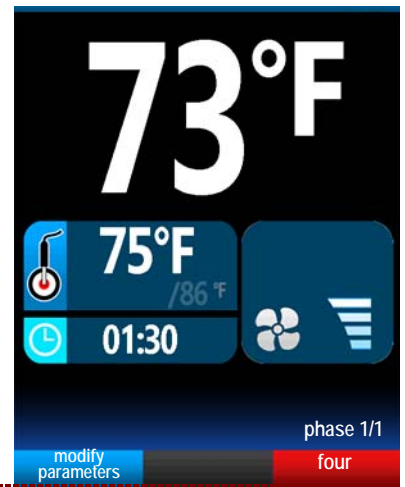 73°F
75°F
/86 °F
01:30
phase 1/1
modify
parameters
four